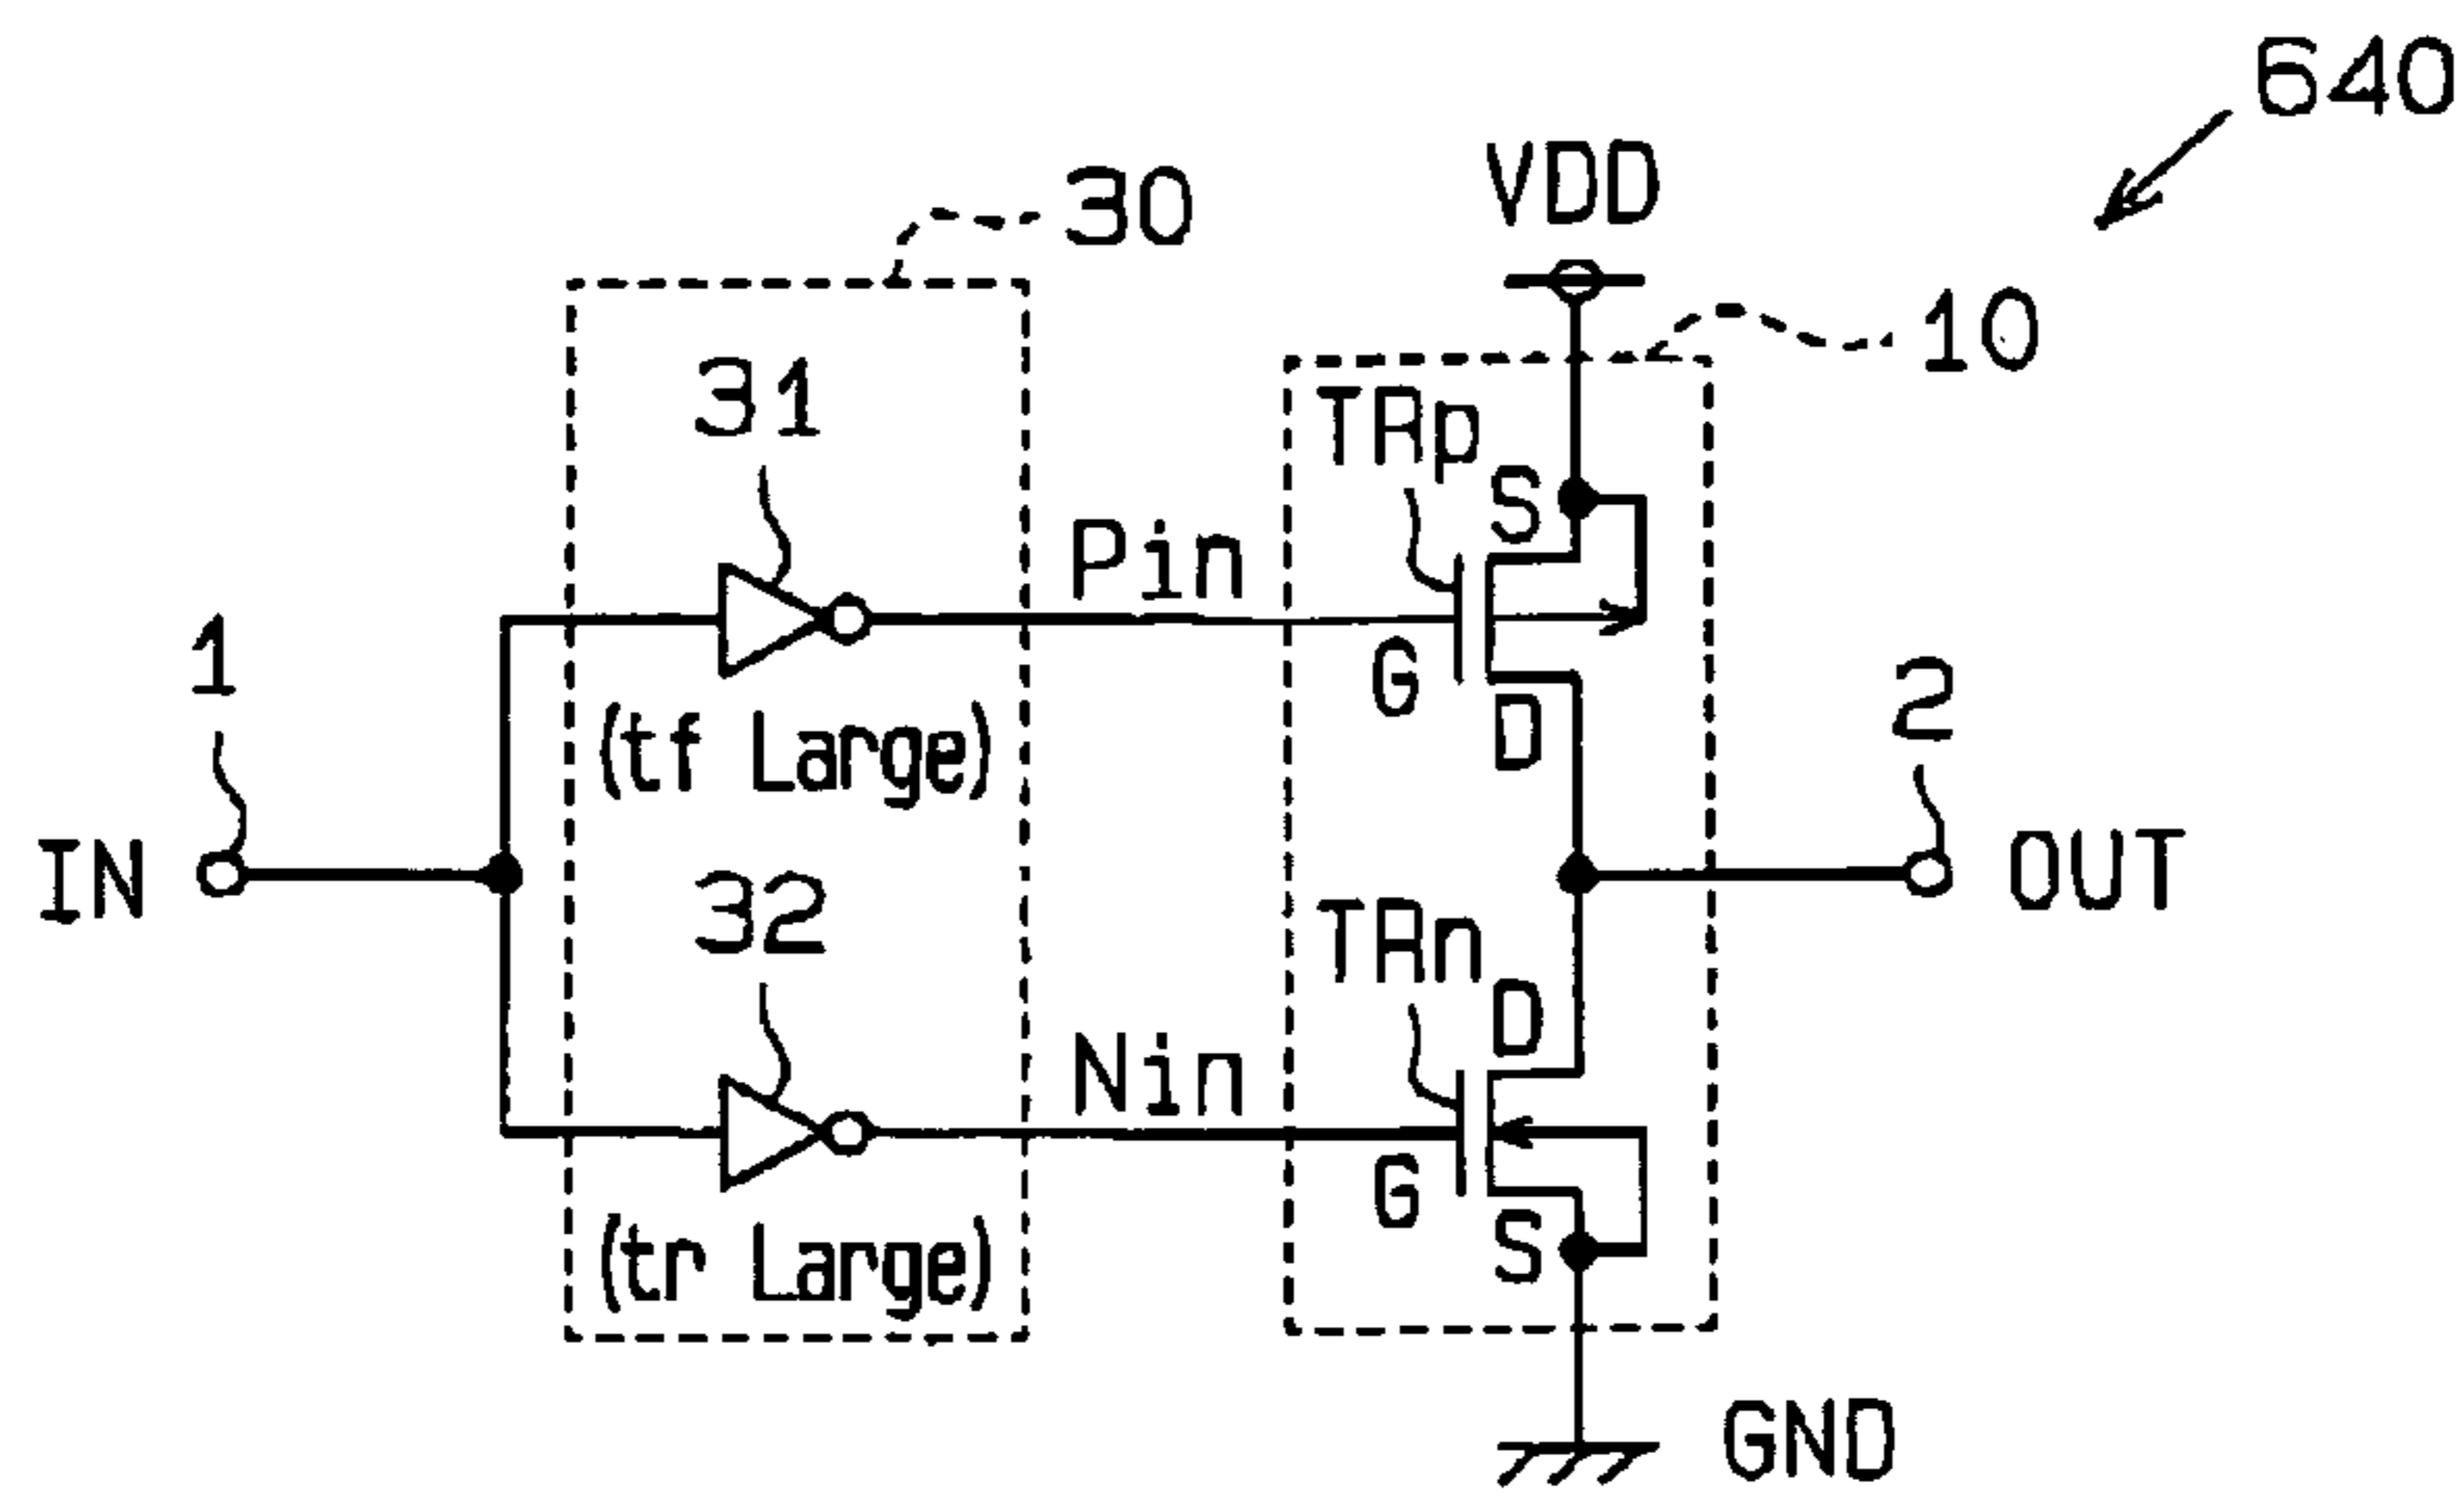 640
30
VDD
10
31
TRp
S
Pin
1
G
D
2
(tf Large)
IN
OUT
32
TRn
D
Nin
G
S
(tr Large)
GND